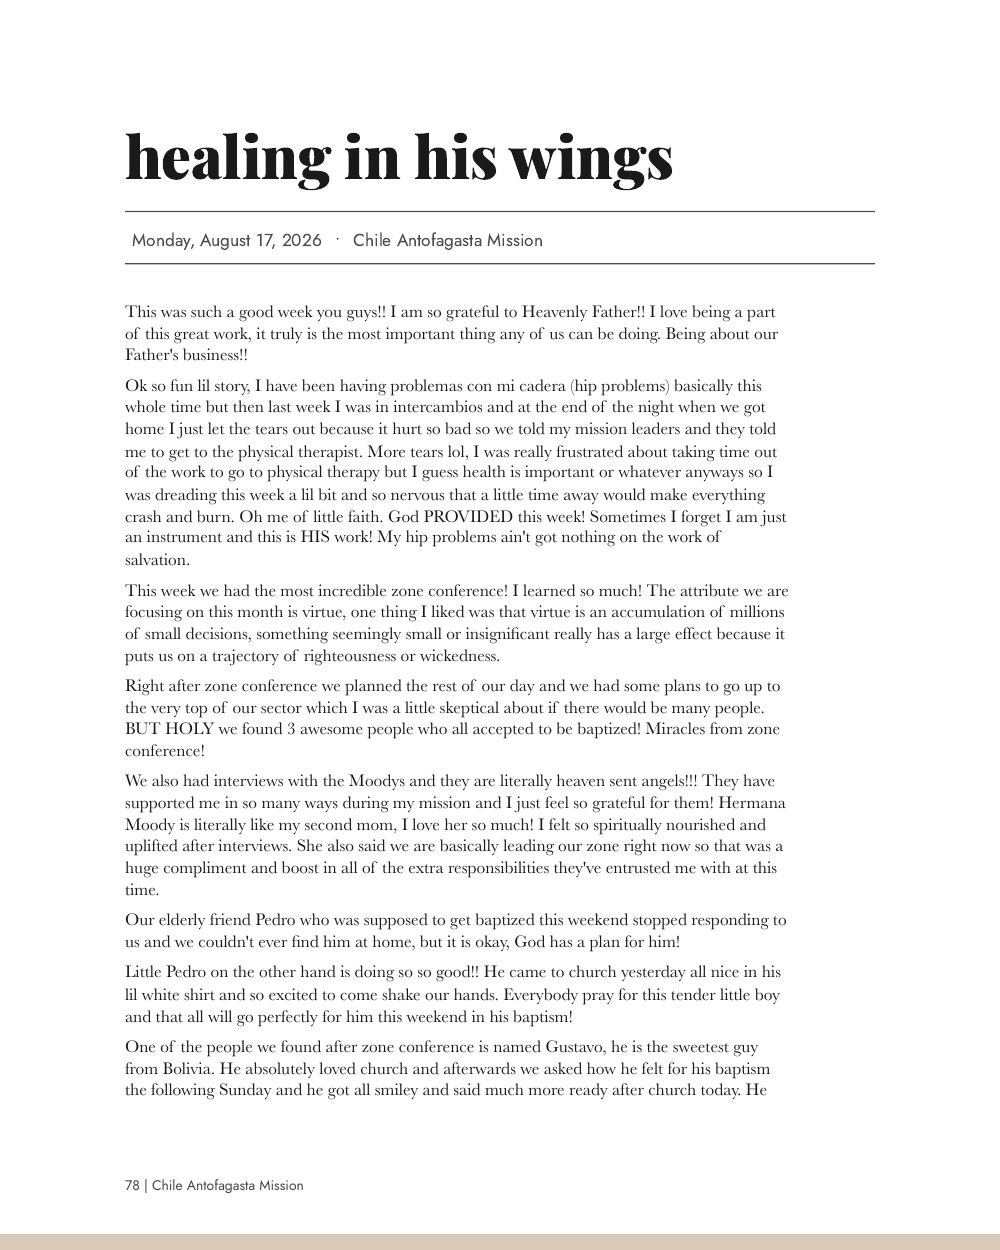 healing in his wings
Monday, August 17, 2026 · Chile Antofagasta Mission
This was such a good week you guys!! I am so grateful to Heavenly Father!! I love being a part
of this great work, it truly is the most important thing any of us can be doing. Being about our
Father's business!!
Ok so fun lil story, I have been having problemas con mi cadera (hip problems) basically this
whole time but then last week I was in intercambios and at the end of the night when we got
home I just let the tears out because it hurt so bad so we told my mission leaders and they told
me to get to the physical therapist. More tears lol, I was really frustrated about taking time out
of the work to go to physical therapy but I guess health is important or whatever anyways so I
was dreading this week a lil bit and so nervous that a little time away would make everything
crash and burn. Oh me of little faith. God PROVIDED this week! Sometimes I forget I am just
an instrument and this is HIS work! My hip problems ain't got nothing on the work of
salvation.
This week we had the most incredible zone conference! I learned so much! The attribute we are
focusing on this month is virtue, one thing I liked was that virtue is an accumulation of millions
of small decisions, something seemingly small or insignificant really has a large effect because it
puts us on a trajectory of righteousness or wickedness.
Right after zone conference we planned the rest of our day and we had some plans to go up to
the very top of our sector which I was a little skeptical about if there would be many people.
BUT HOLY we found 3 awesome people who all accepted to be baptized! Miracles from zone
conference!
We also had interviews with the Moodys and they are literally heaven sent angels!!! They have
supported me in so many ways during my mission and I just feel so grateful for them! Hermana
Moody is literally like my second mom, I love her so much! I felt so spiritually nourished and
uplifted after interviews. She also said we are basically leading our zone right now so that was a
huge compliment and boost in all of the extra responsibilities they've entrusted me with at this
time.
Our elderly friend Pedro who was supposed to get baptized this weekend stopped responding to
us and we couldn't ever find him at home, but it is okay, God has a plan for him!
Little Pedro on the other hand is doing so so good!! He came to church yesterday all nice in his
lil white shirt and so excited to come shake our hands. Everybody pray for this tender little boy
and that all will go perfectly for him this weekend in his baptism!
One of the people we found after zone conference is named Gustavo, he is the sweetest guy
from Bolivia. He absolutely loved church and afterwards we asked how he felt for his baptism
the following Sunday and he got all smiley and said much more ready after church today. He
78 | Chile Antofagasta Mission